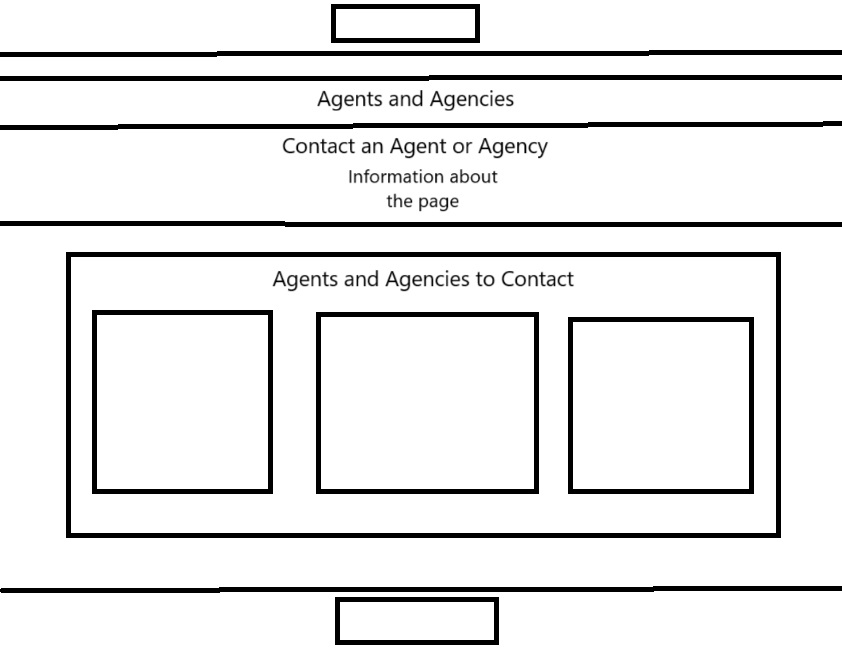 Agents and Agencies
Contact an Agent or Agency
Information about
the page
Agents and Agencies to Contact